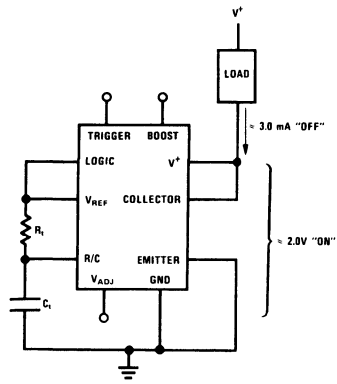 V+
LOAD
≈ 3.0 mA "OFF"
TRIGGER BOOST
LOGIC V+
VREF COLLECTOR
Rt
≈ 2.0V "ON"
R/C EMITTER
VADJ GND
Ct